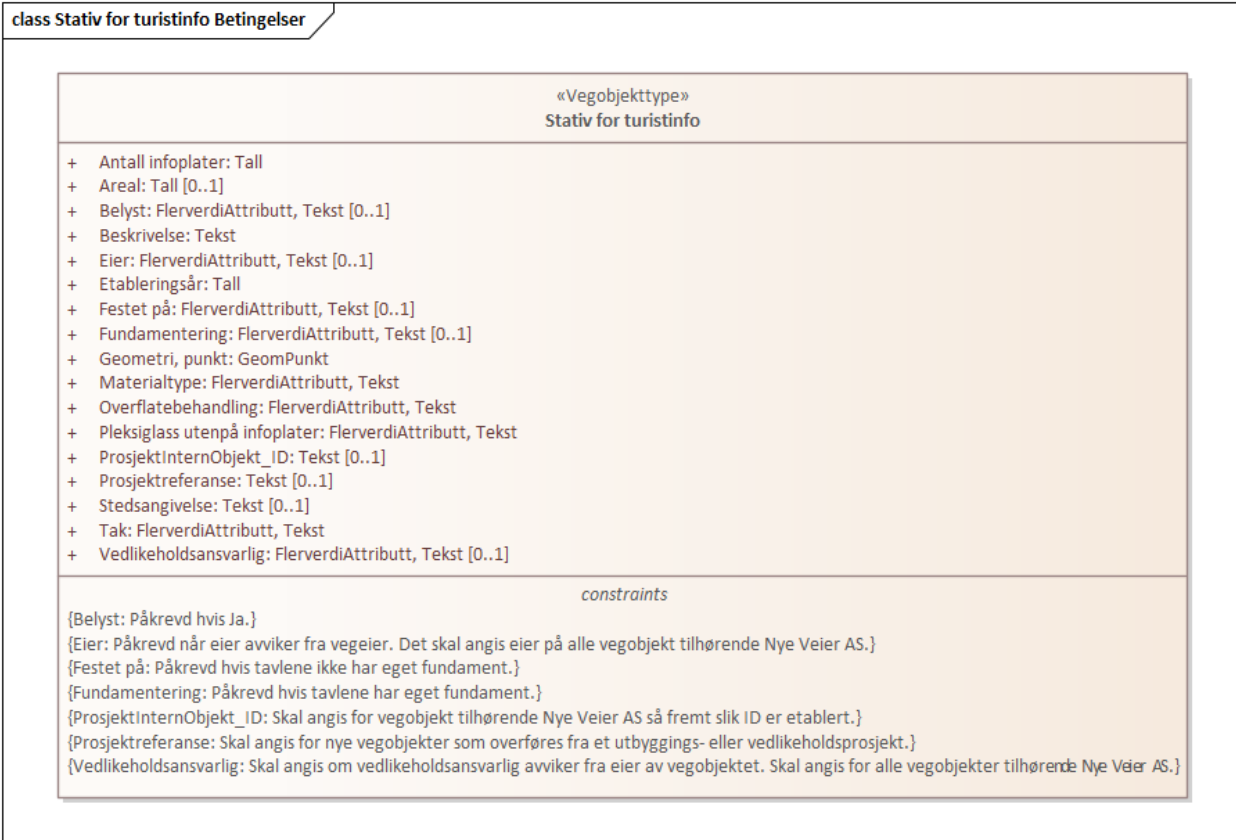 class Stativ for turistinfo Betingelser
«Vegobjekttype»
Stativ for turistinfo
+ Antall infoplater: Tall
+ Areal: Tall [0..1]
+ Belyst: FlerverdiAttributt, Tekst [0..1]
+ Beskrivelse: Tekst
+ Eier: FlerverdiAttributt, Tekst [0..1]
+ Etableringsår: Tall
+ Festet på: FlerverdiAttributt, Tekst [0..1]
+ Fundamentering: FlerverdiAttributt, Tekst [0..1]
+ Geometri, punkt: GeomPunkt
+ Materialtype: FlerverdiAttributt, Tekst
+ Overflatebehandling: FlerverdiAttributt, Tekst
+ Pleksiglass utenpå infoplater: FlerverdiAttributt, Tekst
+ ProsjektInternObjekt_ID: Tekst [0..1]
+ Prosjektreferanse: Tekst [0..1]
+ Stedsangivelse: Tekst [0..1]
+ Tak: FlerverdiAttributt, Tekst
+ Vedlikeholdsansvarlig: FlerverdiAttributt, Tekst [0..1]
constraints
{Belyst: Påkrevd hvis Ja.}
{Eier: Påkrevd når eier avviker fra vegeier. Det skal angis eier på alle vegobjekt tilhørende Nye Veier AS.}
{Festet på: Påkrevd hvis tavlene ikke har eget fundament.}
{Fundamentering: Påkrevd hvis tavlene har eget fundament.}
{ProsjektInternObjekt_ID: Skal angis for vegobjekt tilhørende Nye Veier AS så fremt slik ID er etablert.}
{Prosjektreferanse: Skal angis for nye vegobjekter som overføres fra et utbyggings- eller vedlikeholdsprosjekt.}
{Vedlikeholdsansvarlig: Skal angis om vedlikeholdsansvarlig avviker fra eier av vegobjektet. Skal angis for alle vegobjekter tilhørende Nye Veier AS.}